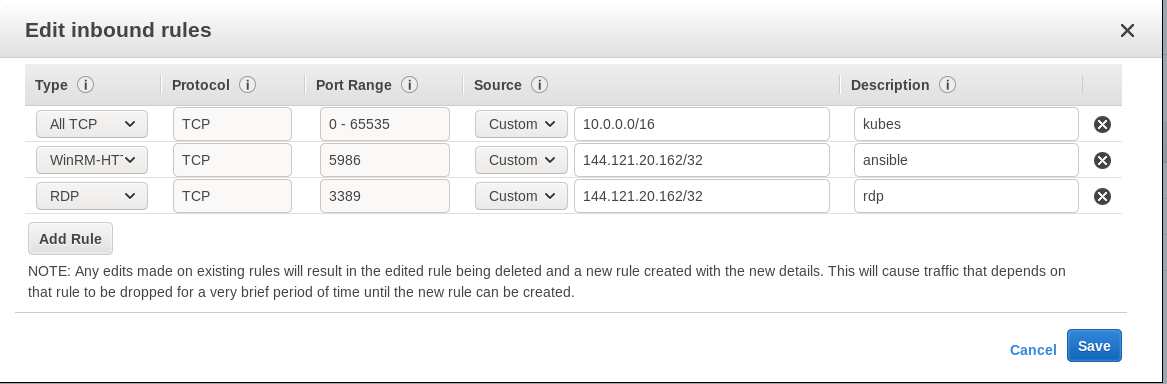 Edit inbound rules
Type Protocol Port Range Source Description
All TCP TCP 0 - 65535 Custom 10.0.0.0/16 kubes
WinRM-HTT TCP 5986 Custom 144.121.20.162/32 ansible
RDP TCP 3389 Custom 144.121.20.162/32 rdp
Add Rule
NOTE: Any edits made on existing rules will result in the edited rule being deleted and a new rule created with the new details. This will cause traffic that depends on
that rule to be dropped for a very brief period of time until the new rule can be created.
Cancel Save